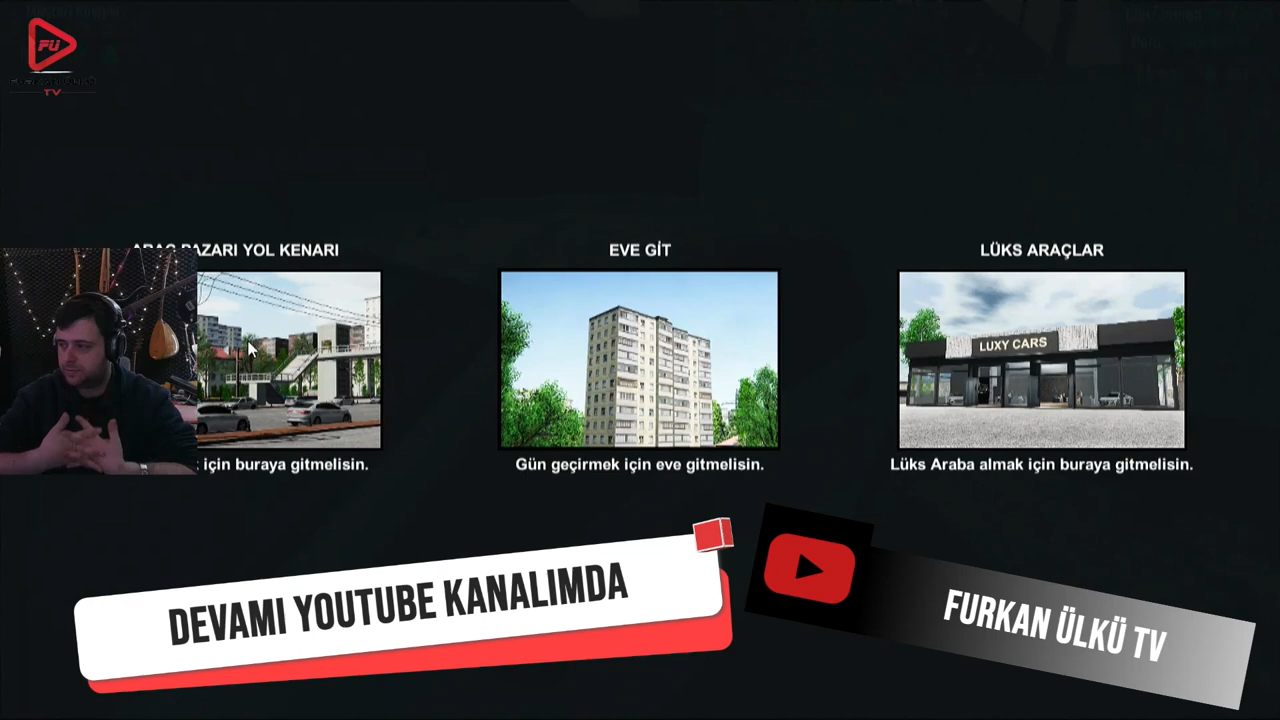 FU
TV
PAZARI YOL KENARI
EVE GİT
LÜKS ARAÇLAR
LUXY CARS
için buraya gitmelisin.
Gün geçirmek için eve gitmelisin.
Lüks Araba almak için buraya gitmelisin.
DEVAMI YOUTUBE KANALIMDA
FURKAN ÜLKÜ TV